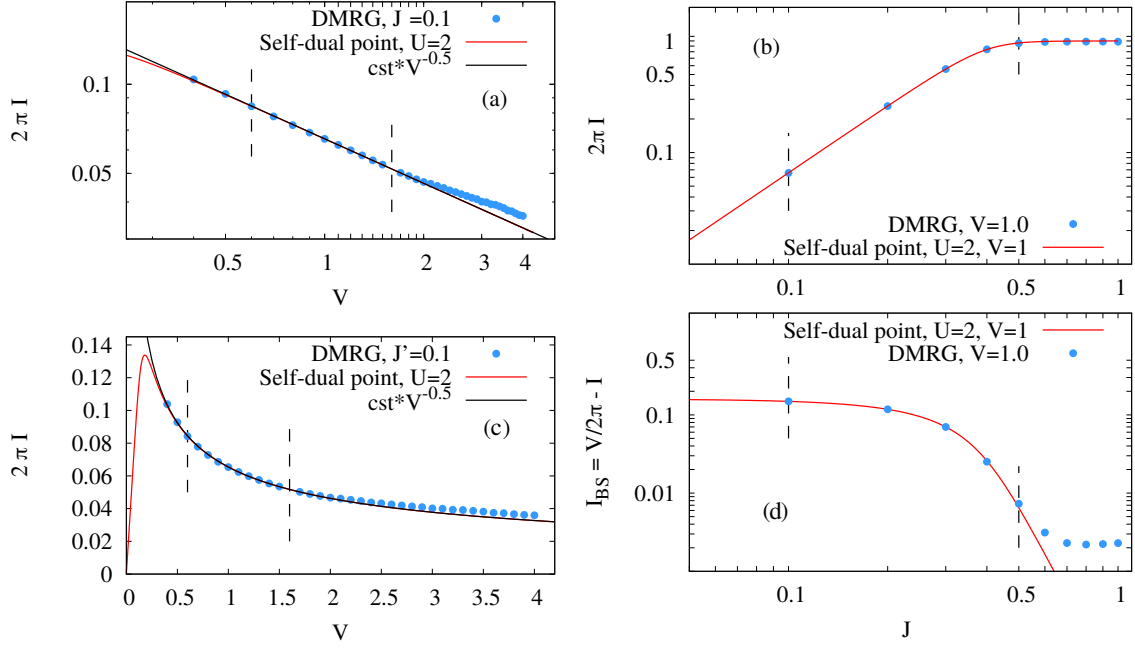 DMRG, J =0.1
Self-dual point, U=2
cst*V^-0.5
(a)
2 π I
0.1
0.05
0.5
1
2
3
4
V
(b)
2π I
1
0.5
0.1
DMRG, V=1.0
Self-dual point, U=2, V=1
0.1
0.5
1
DMRG, J'=0.1
Self-dual point, U=2
cst*V^-0.5
(c)
2 π I
0.14
0.12
0.1
0.08
0.06
0.04
0.02
0
0
0.5
1
1.5
2
2.5
3
3.5
4
V
Self-dual point, U=2, V=1
DMRG, V=1.0
(d)
I_BS = V/2π - I
0.5
0.1
0.01
0.1
0.5
1
J